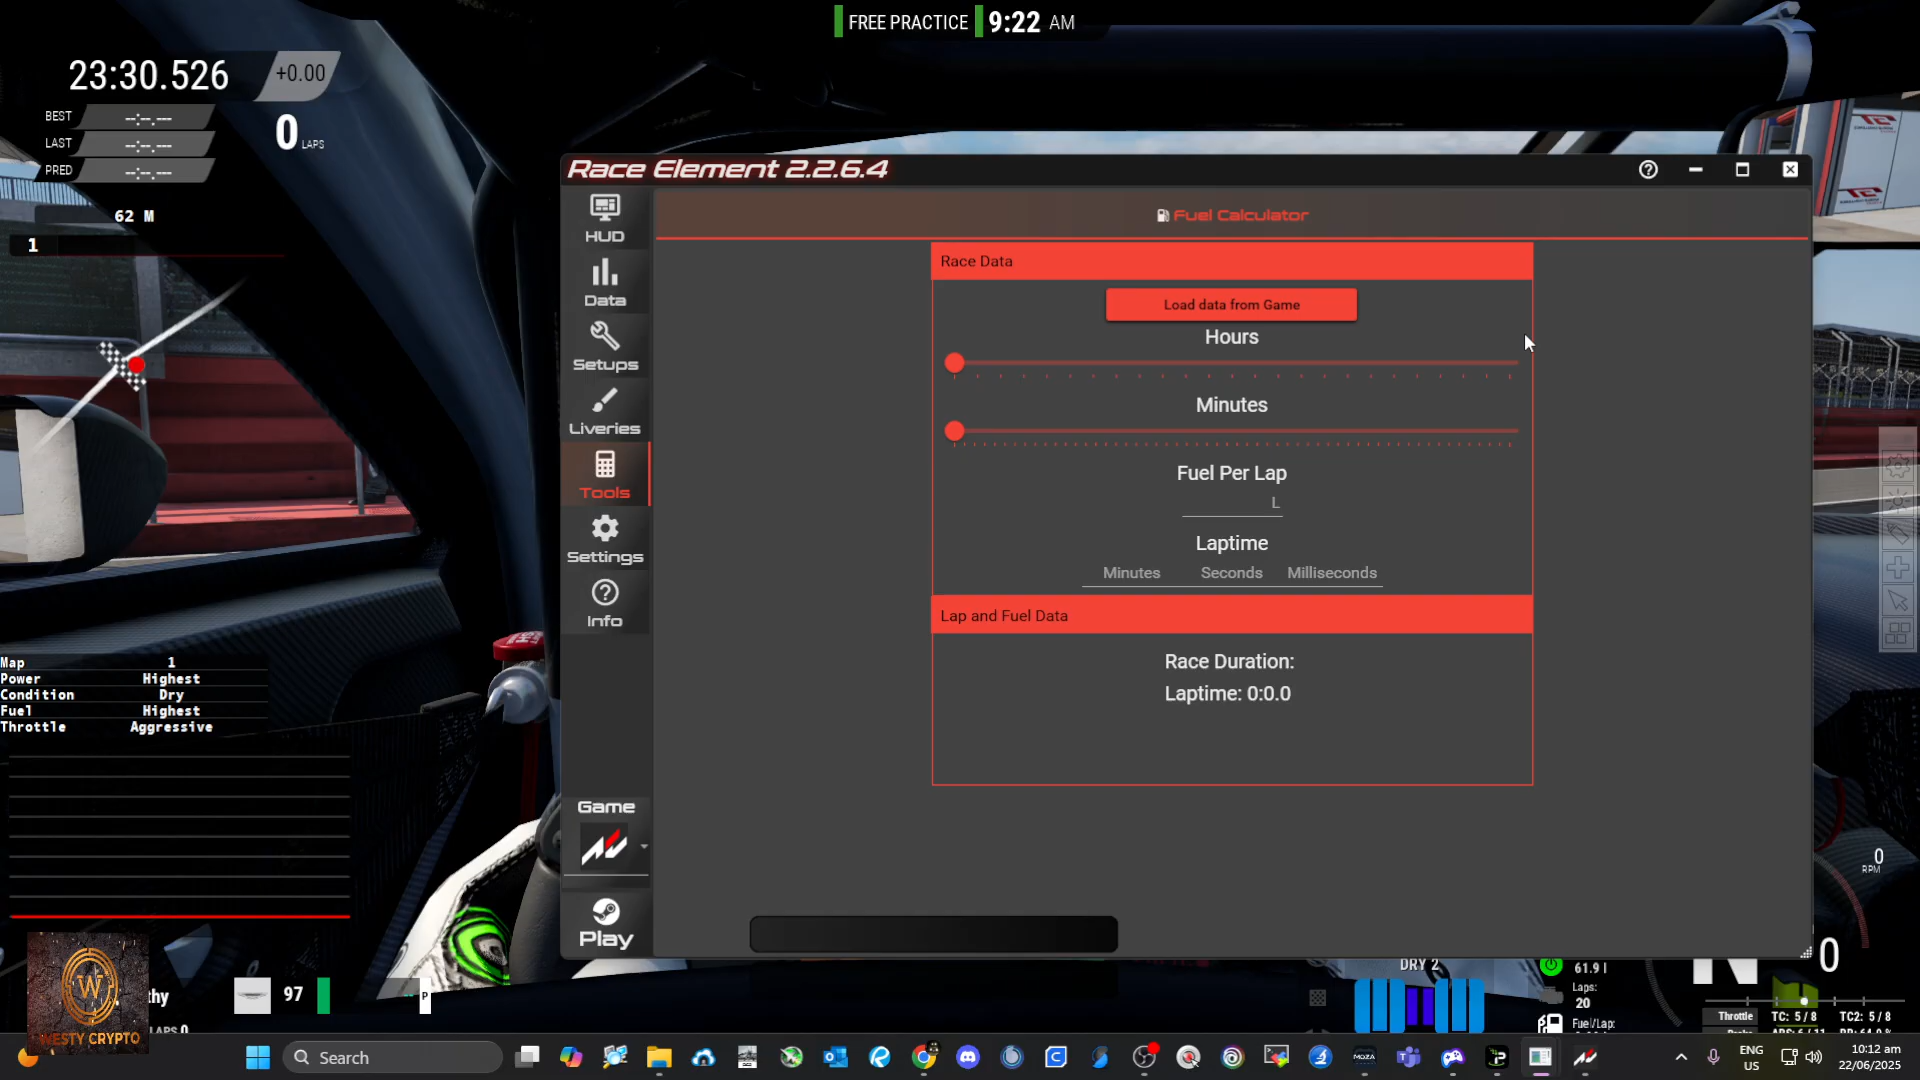 FREE PRACTICE 9:22 AM
23:30.526 +0.00
BEST --:--.---
LAST --:--.---
PRED --:--.---
0 LAPS
62 M
1
Race Element 2.2.6.4
HUD
Data
Setups
Liveries
Tools
Settings
Info
Game
Play
Fuel Calculator
Race Data
Load data from Game
Hours
Minutes
Fuel Per Lap
L
Laptime
Minutes Seconds Milliseconds
Lap and Fuel Data
Race Duration:
Laptime: 0:0.0
Map 1
Power Highest
Condition Dry
Fuel Highest
Throttle Aggressive
W
WESTY CRYPTO
thy
97
P
LAPS 0
DRY 2
61.9 l
Laps:
20
Fuel/Lap:
0
RPM
0
Throttle TC: 5 / 8 TC2: 5 / 8
Search
ENG
US
10:12 am
22/06/2025